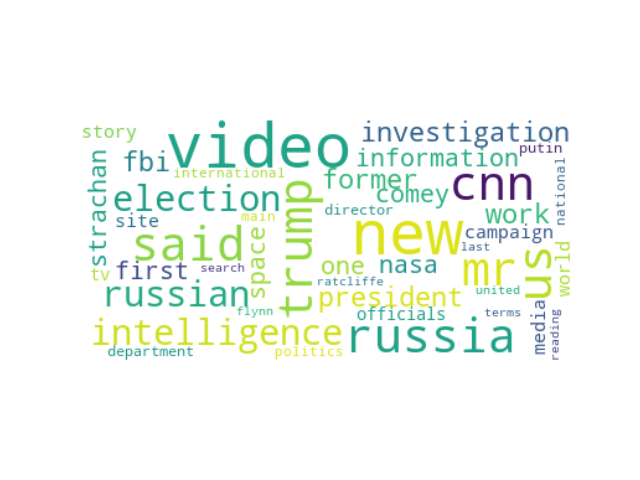 story
video
investigation
fbi
international
information
putin
strachan
election
trump
former
comey
cnn
national
site
main
director
new
work
said
space
campaign
last
us
world
tv
first
search
one
nasa
mr
russian
ratcliffe
president
united
flynn
officials
terms
media
reading
intelligence
russia
department
politics